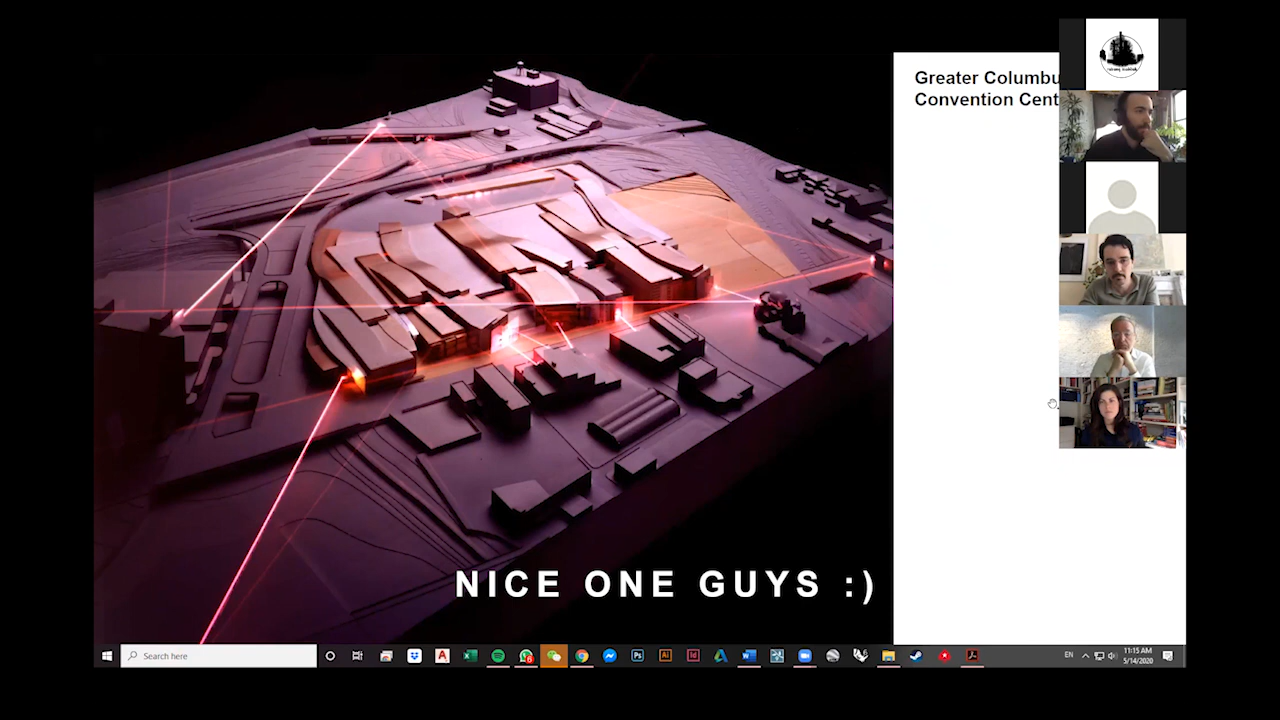 Greater Columbu
Convention Cent
NICE ONE GUYS :)
Search here
EN
11:15 AM
5/14/2020